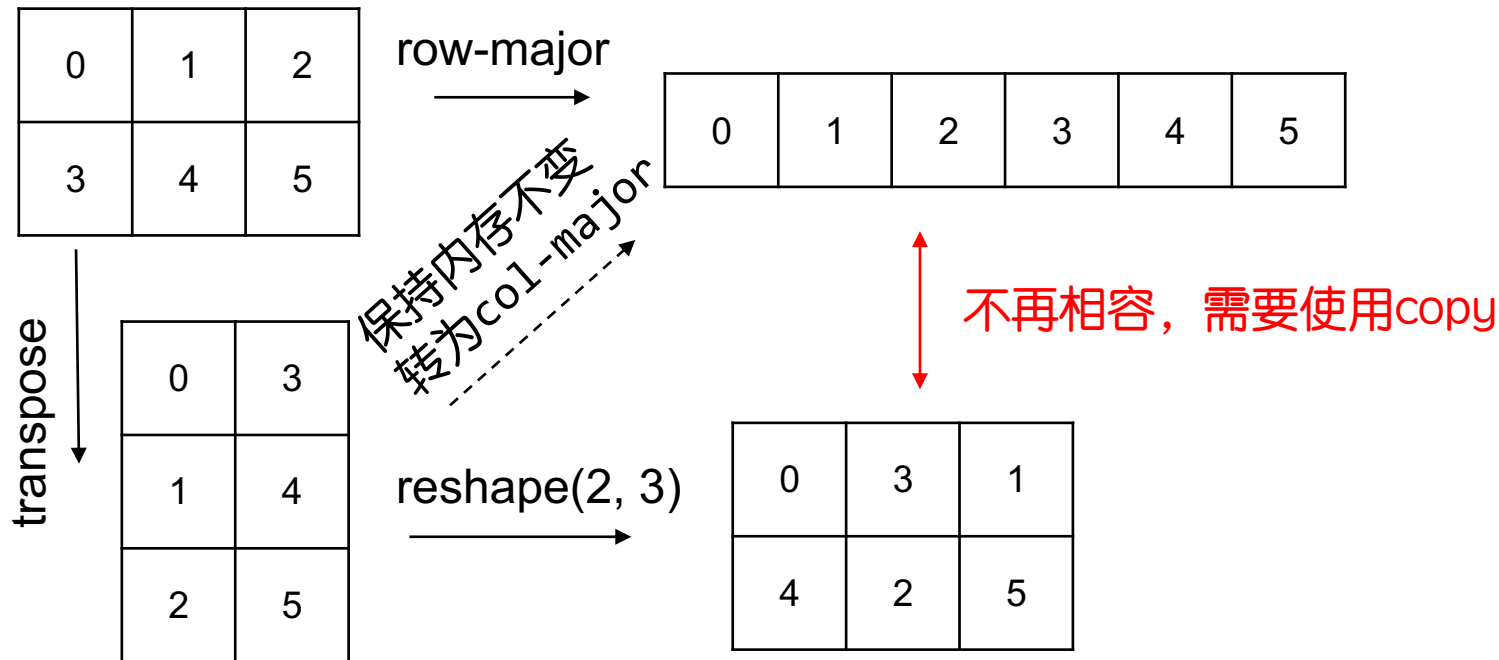 0 1 2
3 4 5
row-major
0 1 2 3 4 5
保持内存不变
转为col-major
不再相容，需要使用copy
transpose
0 3
1 4
2 5
reshape(2, 3)
0 3 1
4 2 5